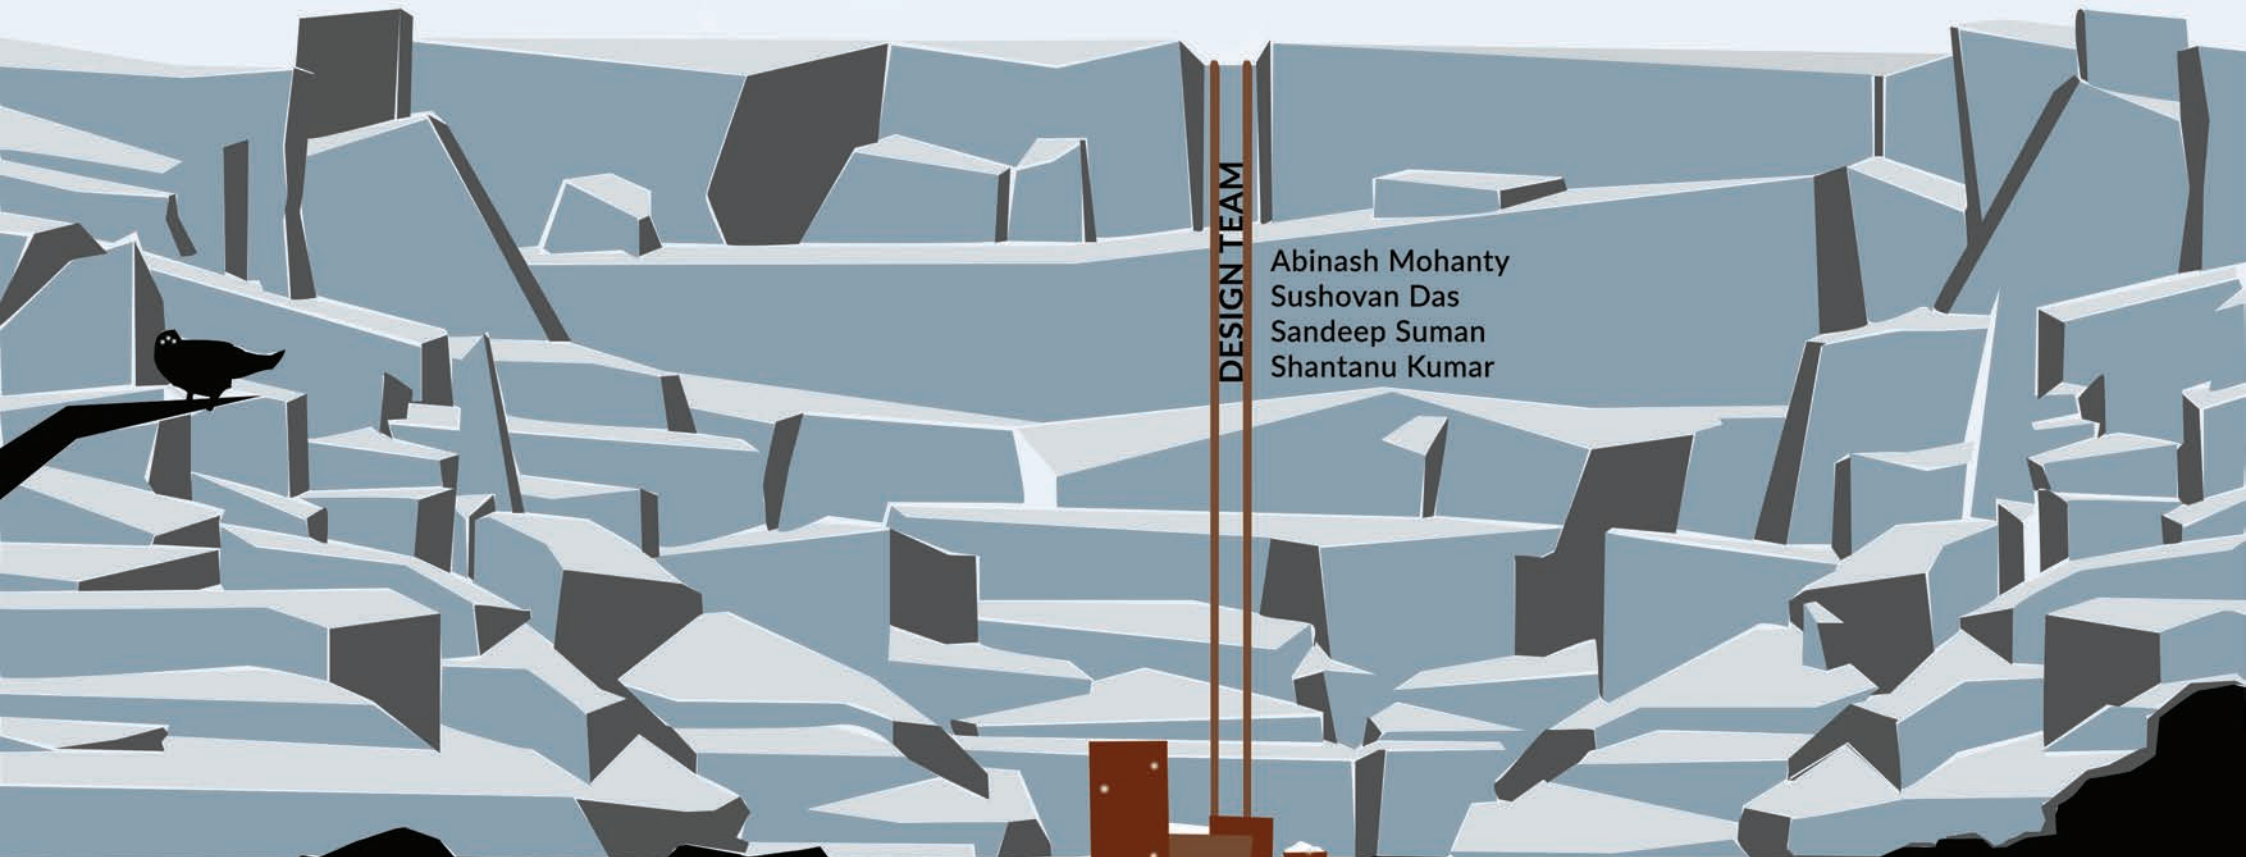 DESIGN TEAM
Abinash Mohanty
Sushovan Das
Sandeep Suman
Shantanu Kumar